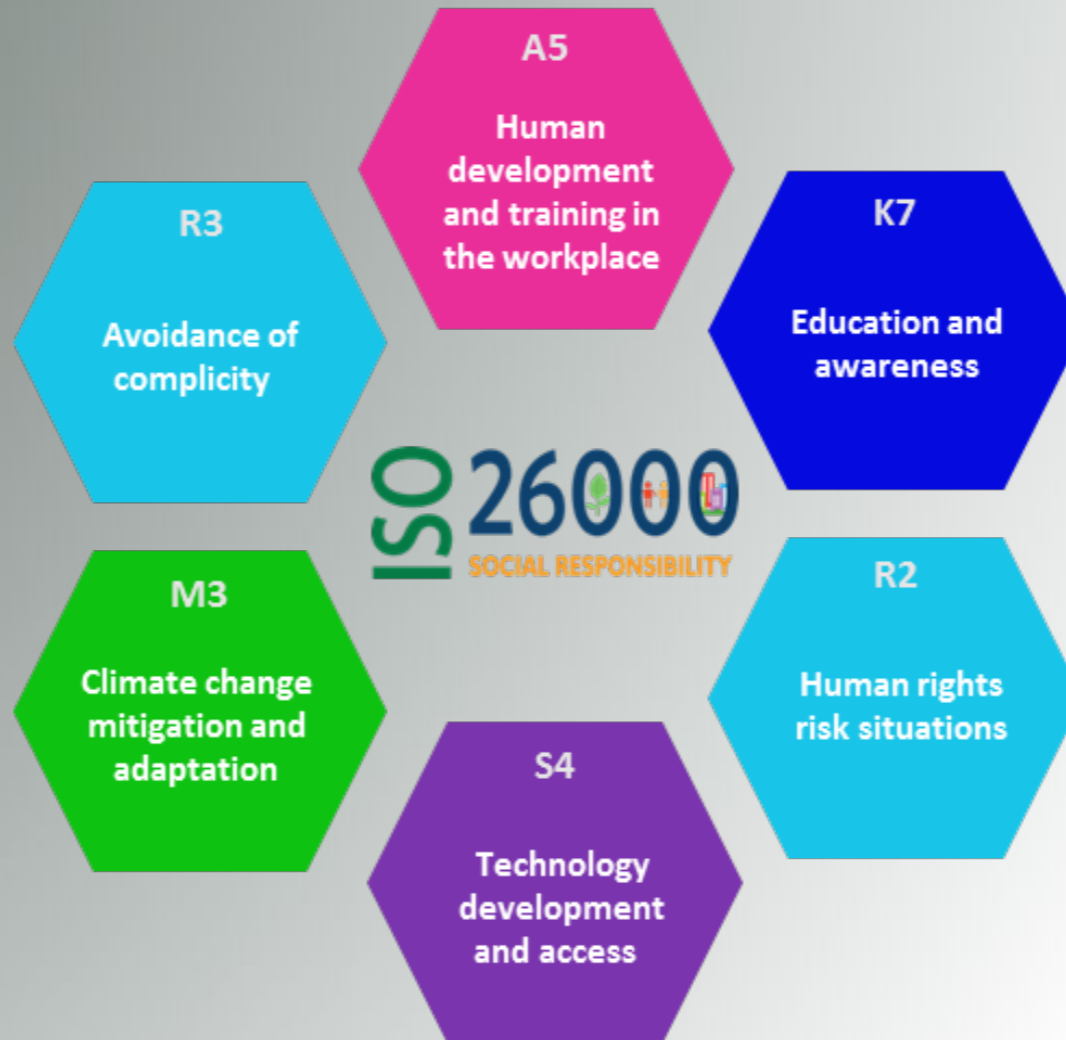 A5
Human
development
and training in
the workplace
R3
Avoidance of
complicity
K7
Education and
awareness
ISO 26000
SOCIAL RESPONSIBILITY
M3
Climate change
mitigation and
adaptation
R2
Human rights
risk situations
S4
Technology
development
and access